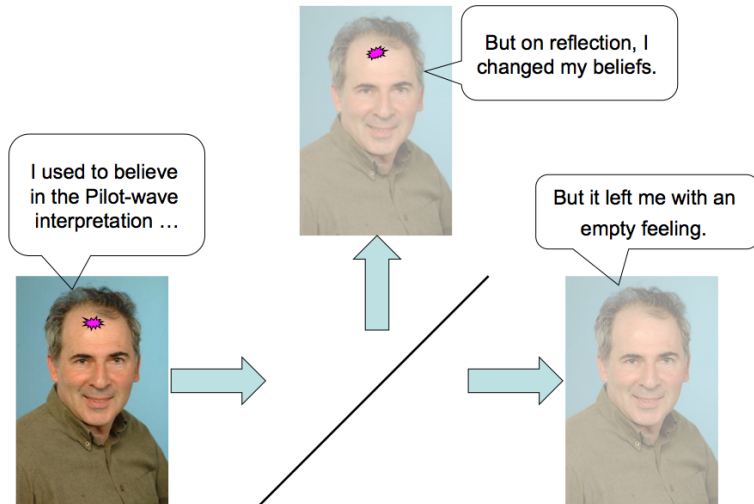 But on reflection, I
changed my beliefs.
I used to believe
in the Pilot-wave
interpretation …
But it left me with an
empty feeling.